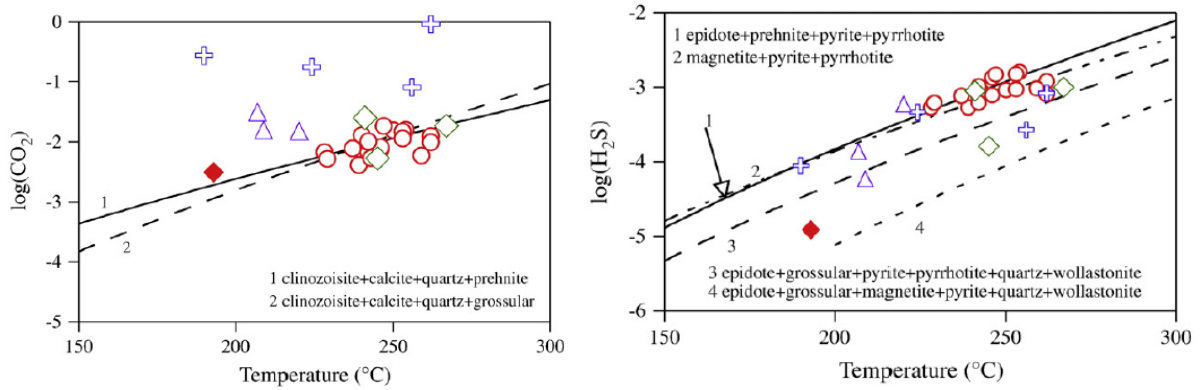 0
-1
-2
-3
-4
-5
log(CO2)
1
2
1 clinozoisite+calcite+quartz+prehnite
2 clinozoisite+calcite+quartz+grossular
150
200
250
300
Temperature (°C)
-2
-3
-4
-5
-6
log(H2S)
1 epidote+prehnite+pyrite+pyrrhotite
2 magnetite+pyrite+pyrrhotite
1
2
3
4
3 epidote+grossular+pyrite+pyrrhotite+quartz+wollastonite
4 epidote+grossular+magnetite+pyrite+quartz+wollastonite
150
200
250
300
Temperature (°C)